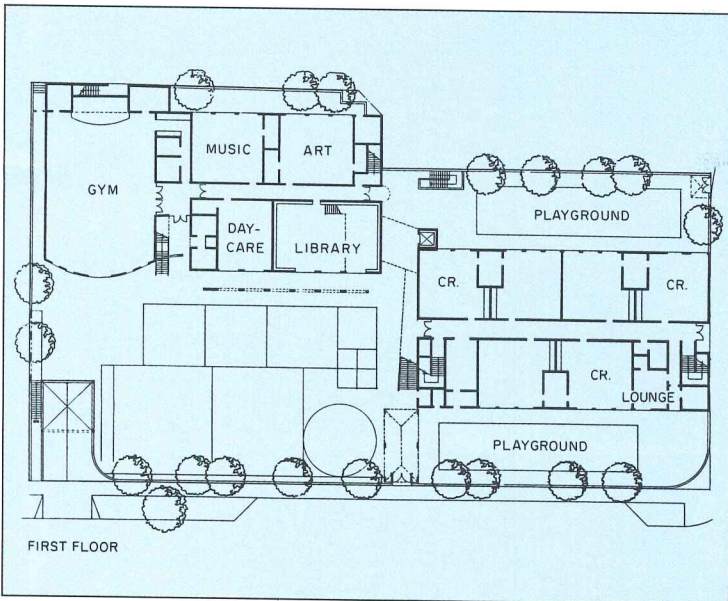 MUSIC
ART
GYM
PLAYGROUND
DAY-
CARE
LIBRARY
CR.
CR.
CR.
LOUNGE
PLAYGROUND
FIRST FLOOR